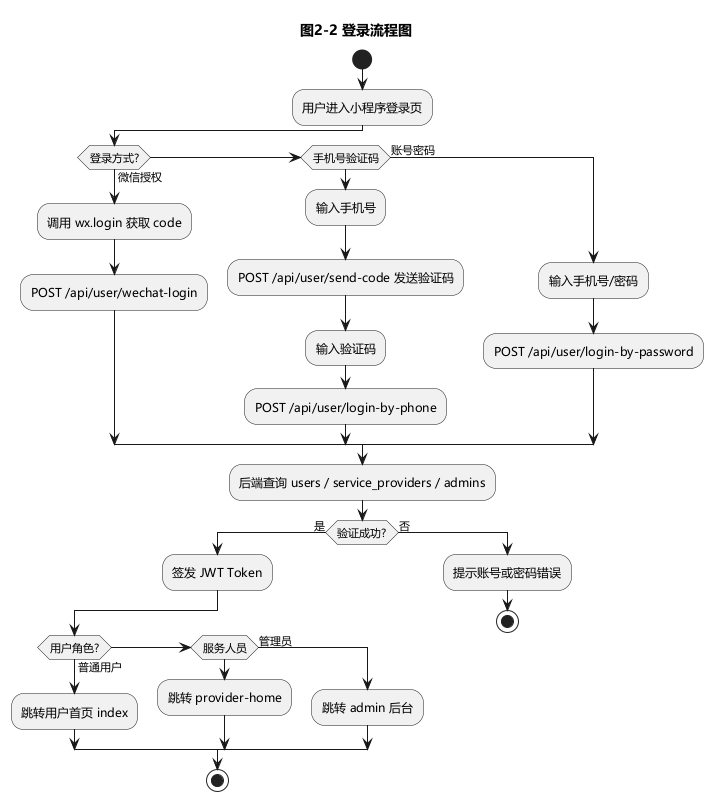 图2-2 登录流程图
用户进入小程序登录页
登录方式?
微信授权
手机号验证码
账号密码
调用 wx.login 获取 code
POST /api/user/wechat-login
输入手机号
POST /api/user/send-code 发送验证码
输入验证码
POST /api/user/login-by-phone
输入手机号/密码
POST /api/user/login-by-password
后端查询 users / service_providers / admins
验证成功?
是
否
签发 JWT Token
提示账号或密码错误
用户角色?
普通用户
服务人员
管理员
跳转用户首页 index
跳转 provider-home
跳转 admin 后台